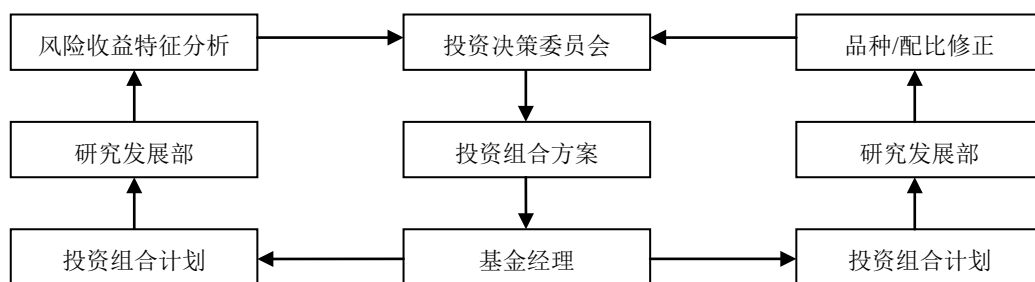 风险收益特征分析
投资决策委员会
品种/配比修正
研究发展部
投资组合方案
研究发展部
投资组合计划
基金经理
投资组合计划